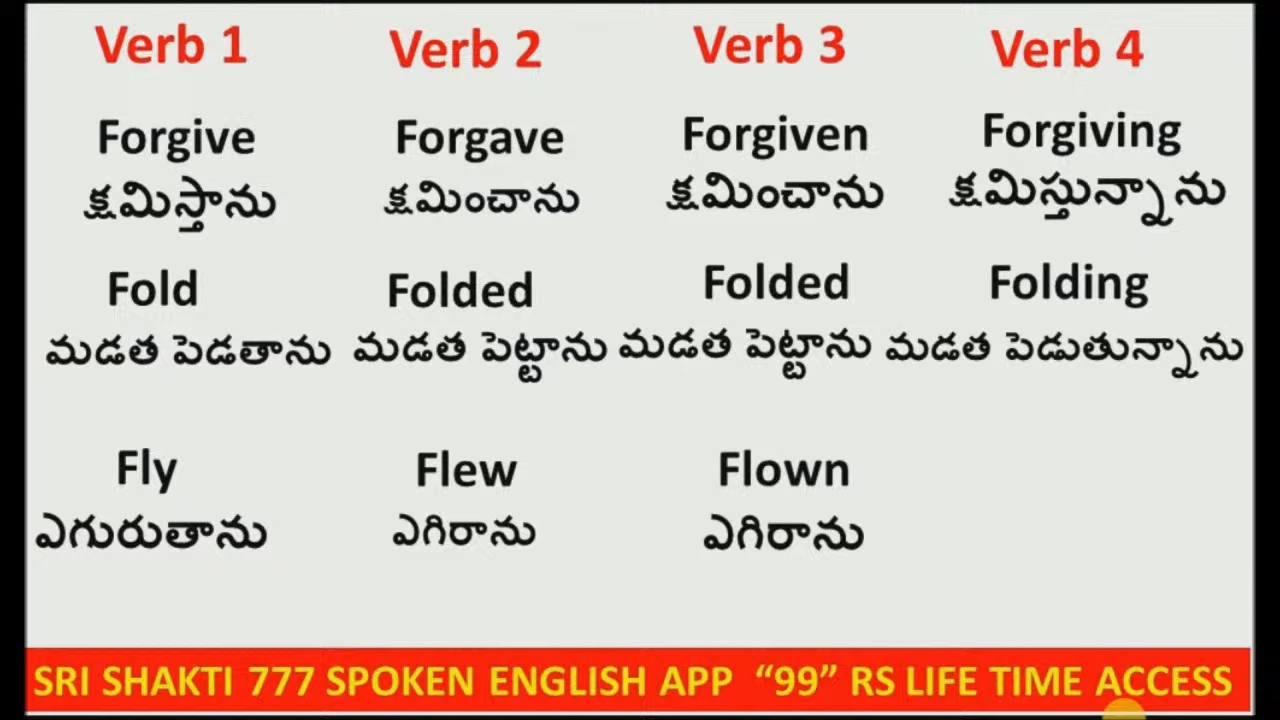 Verb 1 Verb 2 Verb 3 Verb 4
Forgive Forgave Forgiven Forgiving
క్షమిస్తాను క్షమించాను క్షమించాను క్షమిస్తున్నాను
Fold Folded Folded Folding
మడత పెడతాను మడత పెట్టాను మడత పెట్టాను మడత పెడుతున్నాను
Fly Flew Flown
ఎగురుతాను ఎగిరాను ఎగిరాను
SRI SHAKTI 777 SPOKEN ENGLISH APP “99” RS LIFE TIME ACCESS